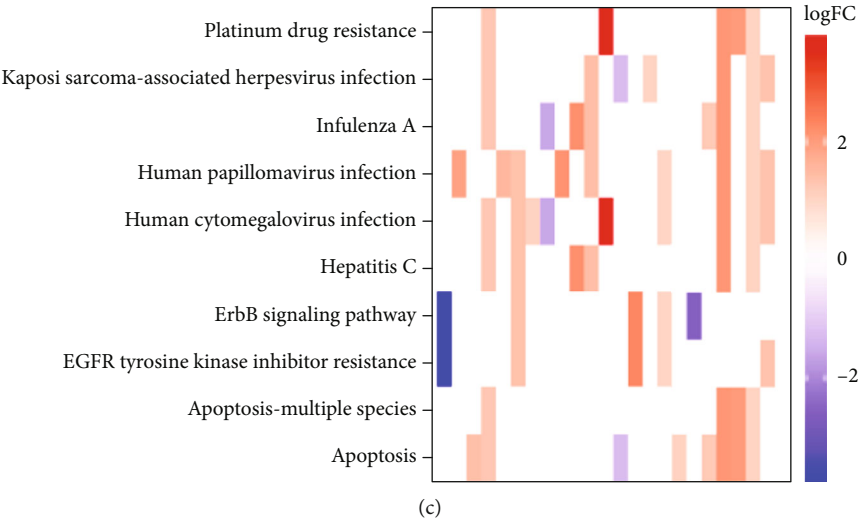 logFC
Platinum drug resistance
Kaposi sarcoma-associated herpesvirus infection
Infulenza A
Human papillomavirus infection
Human cytomegalovirus infection
Hepatitis C
ErbB signaling pathway
EGFR tyrosine kinase inhibitor resistance
Apoptosis-multiple species
Apoptosis
2
0
–2
(c)